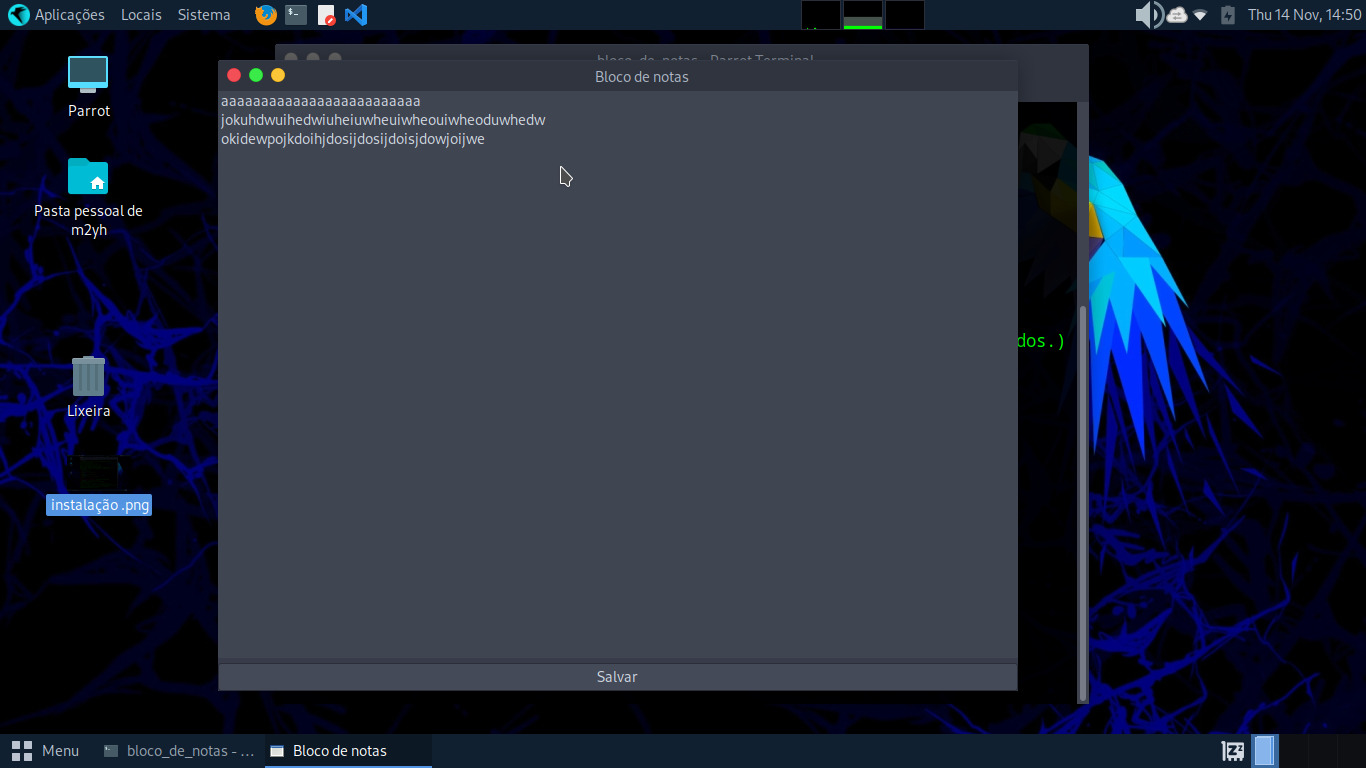 Aplicações Locais Sistema
Thu 14 Nov, 14:50
Parrot
Pasta pessoal de
m2yh
Lixeira
instalação .png
bloco_de_notas - Parrot Terminal
Bloco de notas
aaaaaaaaaaaaaaaaaaaaaaaaa
jokuhdwuihedwiuheiuwheuiwheouiwheoduwhedw
okidewpojkdoihjdosijdosijdoisjdowjoijwe
dos.)
Salvar
Menu
bloco_de_notas - ...
Bloco de notas